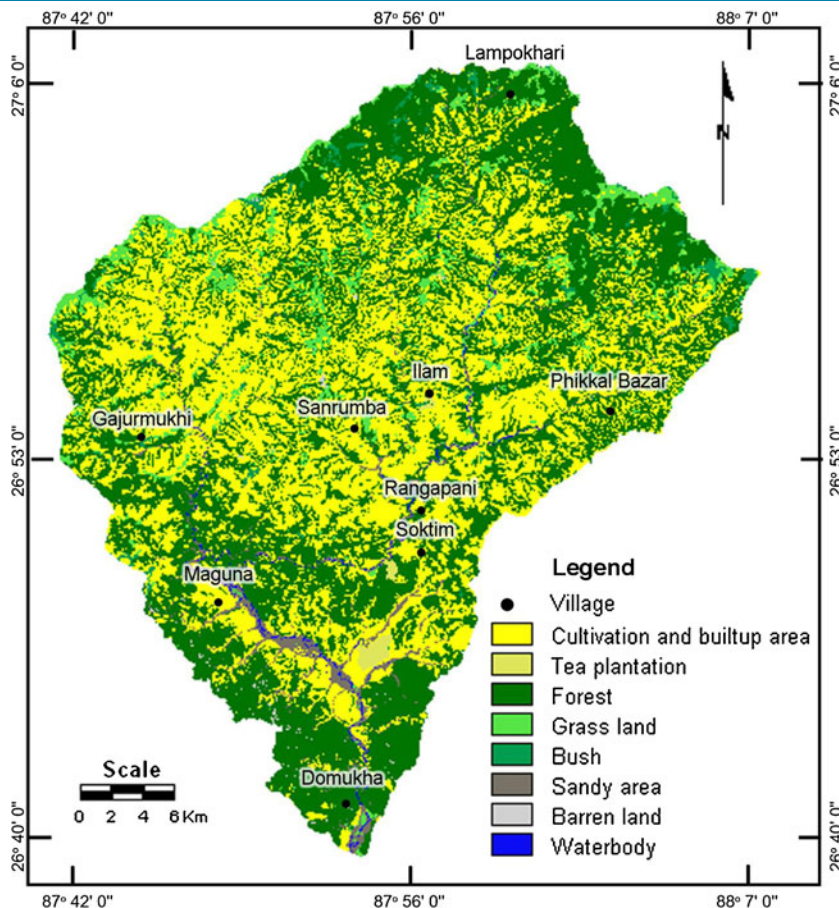 87° 42' 0"
87° 56' 0"
88° 7' 0"
27° 6' 0"
27° 6' 0"
Lampokhari
N
Ilam
Phikkal Bazar
Sanrumba
Gajurmukhi
26° 53' 0"
26° 53' 0"
Rangapani
Soktim
Maguna
Domukha
Legend
Village
Cultivation and builtup area
Tea plantation
Forest
Grass land
Bush
Sandy area
Barren land
Waterbody
Scale
0 2 4 6 Km
26° 40' 0"
26° 40' 0"
87° 42' 0"
87° 56' 0"
88° 7' 0"